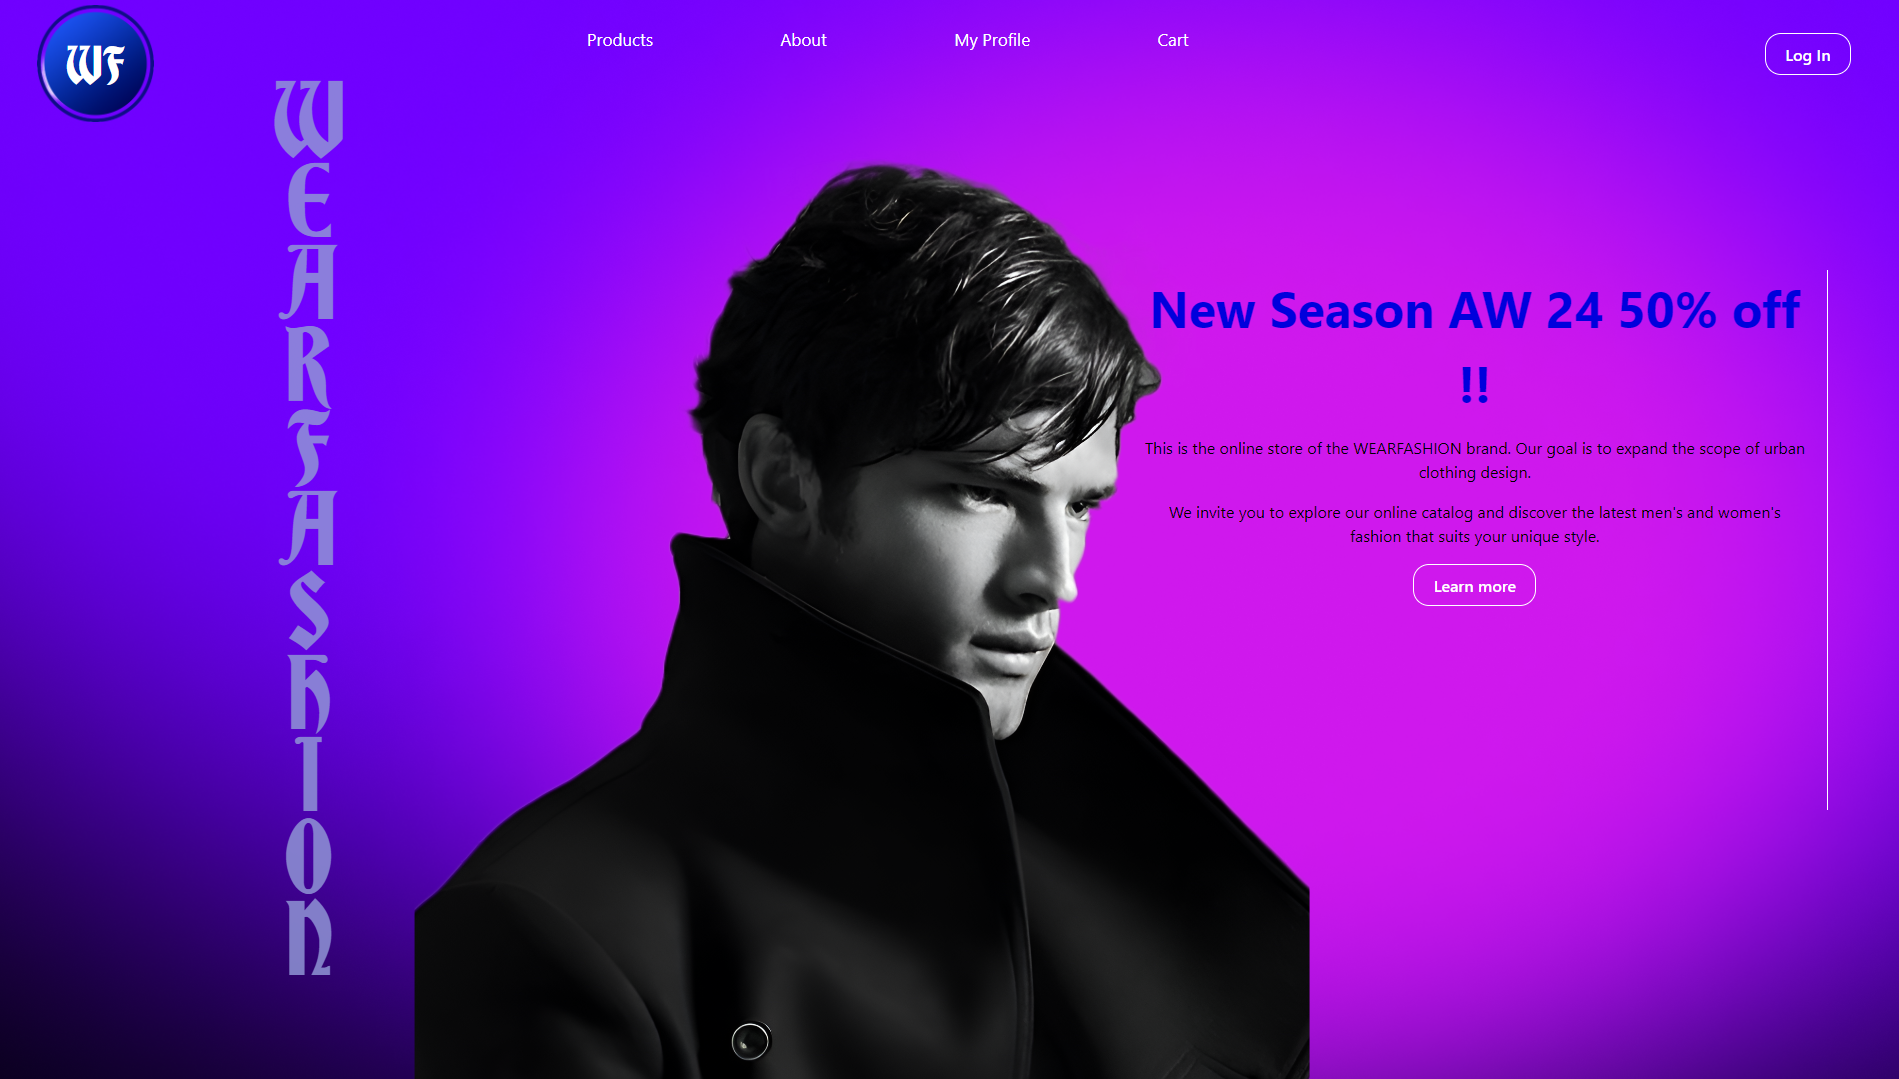 WF
Products
About
My Profile
Cart
Log In
WEARFASHION
New Season AW 24 50% off
!!
This is the online store of the WEARFASHION brand. Our goal is to expand the scope of urban
clothing design.
We invite you to explore our online catalog and discover the latest men's and women's
fashion that suits your unique style.
Learn more